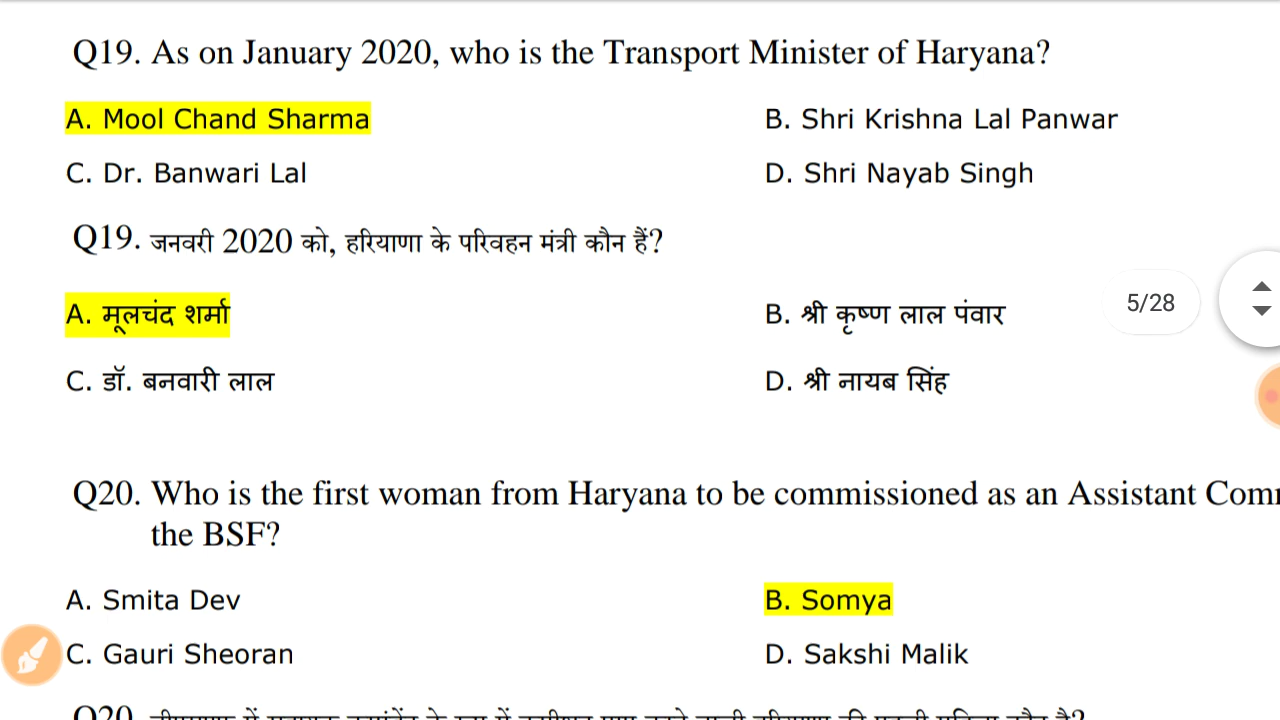 Q19. As on January 2020, who is the Transport Minister of Haryana?
A. Mool Chand Sharma B. Shri Krishna Lal Panwar
C. Dr. Banwari Lal D. Shri Nayab Singh
Q19. जनवरी 2020 को, हरियाणा के परिवहन मंत्री कौन हैं?
A. मूलचंद शर्मा B. श्री कृष्ण लाल पंवार
5/28
C. डॉ. बनवारी लाल D. श्री नायब सिंह
Q20. Who is the first woman from Haryana to be commissioned as an Assistant
the BSF?
A. Smita Dev B. Somya
C. Gauri Sheoran D. Sakshi Malik
Q20.